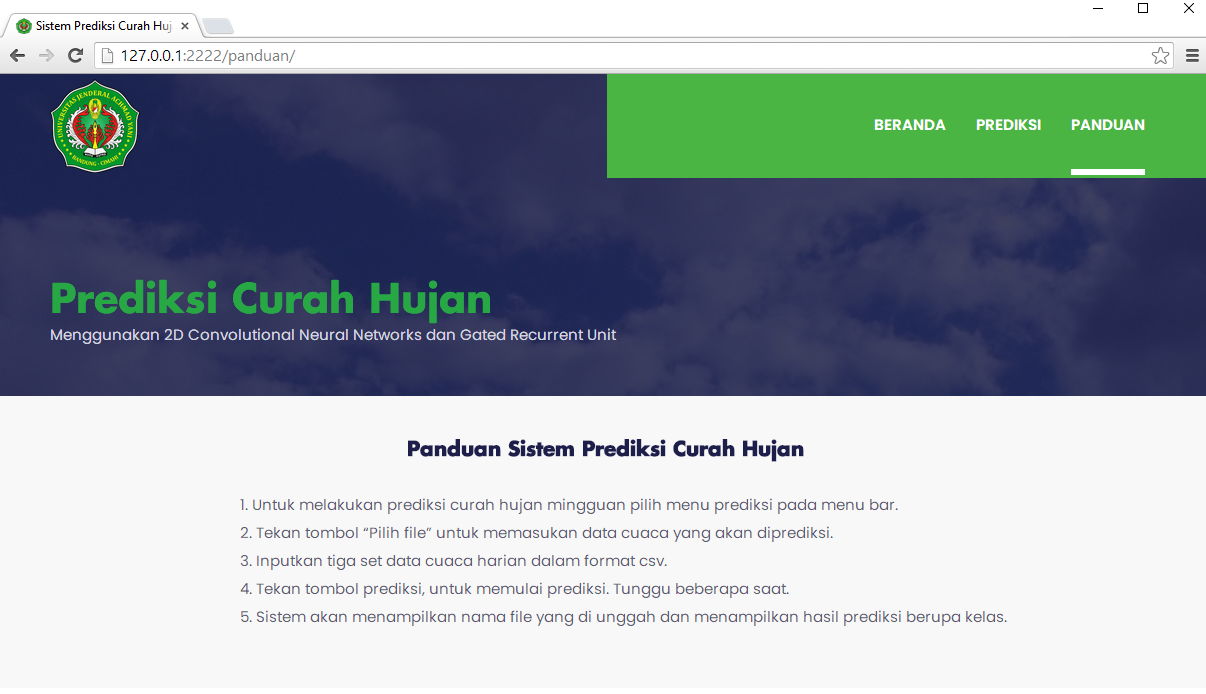 Sistem Prediksi Curah Huj
127.0.0.1:2222/panduan/
UNIVERSITAS JENDERAL ACHMAD YANI
BANDUNG - CIMAHI
BERANDA PREDIKSI PANDUAN
Prediksi Curah Hujan
Menggunakan 2D Convolutional Neural Networks dan Gated Recurrent Unit
Panduan Sistem Prediksi Curah Hujan
1. Untuk melakukan prediksi curah hujan mingguan pilih menu prediksi pada menu bar.
2. Tekan tombol “Pilih file” untuk memasukan data cuaca yang akan diprediksi.
3. Inputkan tiga set data cuaca harian dalam format csv.
4. Tekan tombol prediksi, untuk memulai prediksi. Tunggu beberapa saat.
5. Sistem akan menampilkan nama file yang di unggah dan menampilkan hasil prediksi berupa kelas.